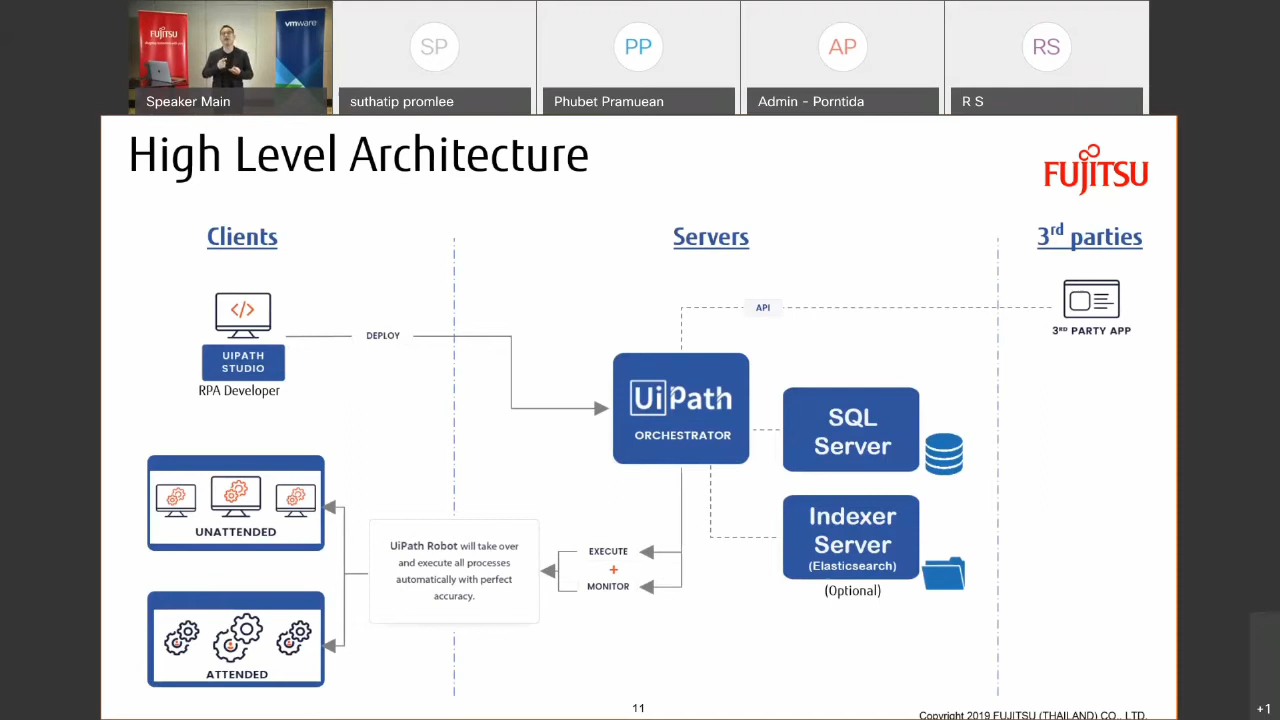 FUJITSU
vmware
SP
PP
AP
RS
Speaker Main
suthatip promlee
Phubet Pramuean
Admin - Porntida
R S
High Level Architecture
FUJITSU
Clients
Servers
3rd parties
API
3RD PARTY APP
DEPLOY
UIPATH
STUDIO
RPA Developer
UiPath
ORCHESTRATOR
SQL
Server
Indexer
Server
(Elasticsearch)
(Optional)
UNATTENDED
ATTENDED
UiPath Robot will take over
and execute all processes
automatically with perfect
accuracy.
EXECUTE
+
MONITOR
11
Copyright 2019 FUJITSU (THAILAND) CO., LTD.
+1